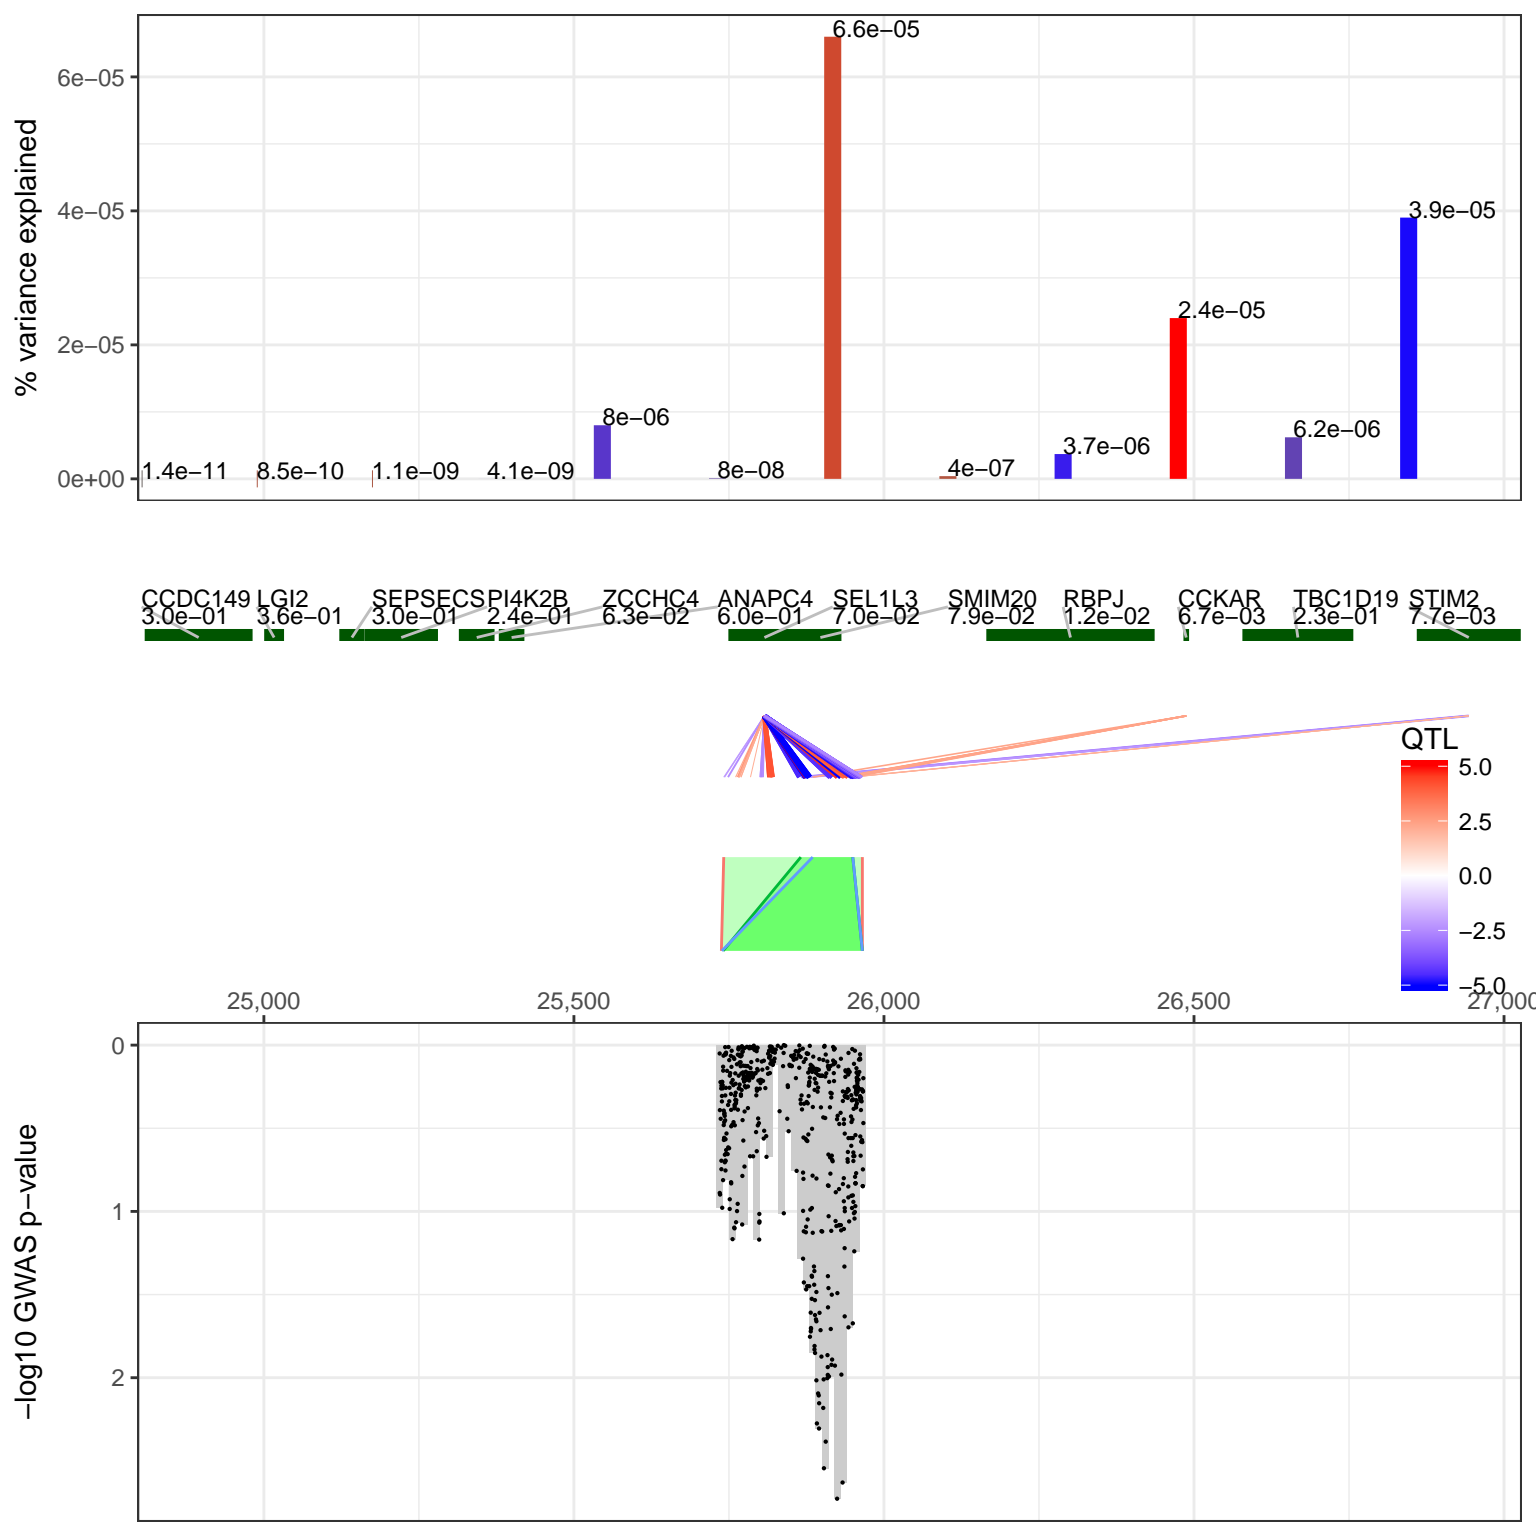 6.6e−05
6e−05
4e−05
3.9e−05
2.4e−05
2e−05
8e−06
6.2e−06
3.7e−06
0e+00
1.4e−11 8.5e−10 1.1e−09 4.1e−09 8e−08 4e−07
% variance explained
CCDC149 LGI2 SEPSECS PI4K2B ZCCHC4 ANAPC4 SEL1L3 SMIM20 RBPJ CCKAR TBC1D19 STIM2
3.0e−01 3.6e−01 3.0e−01 2.4e−01 6.3e−02 6.0e−01 7.0e−02 7.9e−02 1.2e−02 6.7e−03 2.3e−01 7.7e−03
QTL
5.0
2.5
0.0
−2.5
−5.0
25,000 25,500 26,000 26,500 27,000
0
1
2
−log10 GWAS p−value